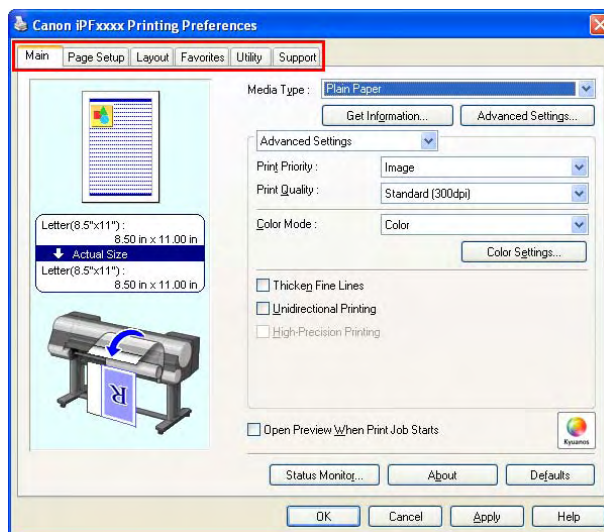 Canon iPFxxxx Printing Preferences
Main Page Setup Layout Favorites Utility Support
Media Type : Plain Paper
Get Information... Advanced Settings...
Advanced Settings
Print Priority : Image
Print Quality : Standard (300dpi)
Letter(8.5"x11") :
8.50 in x 11.00 in
Actual Size
Letter(8.5"x11") :
8.50 in x 11.00 in
Color Mode : Color
Color Settings...
Thicken Fine Lines
Unidirectional Printing
High-Precision Printing
R
Open Preview When Print Job Starts
Kyuanos
Status Monitor... About Defaults
OK Cancel Apply Help